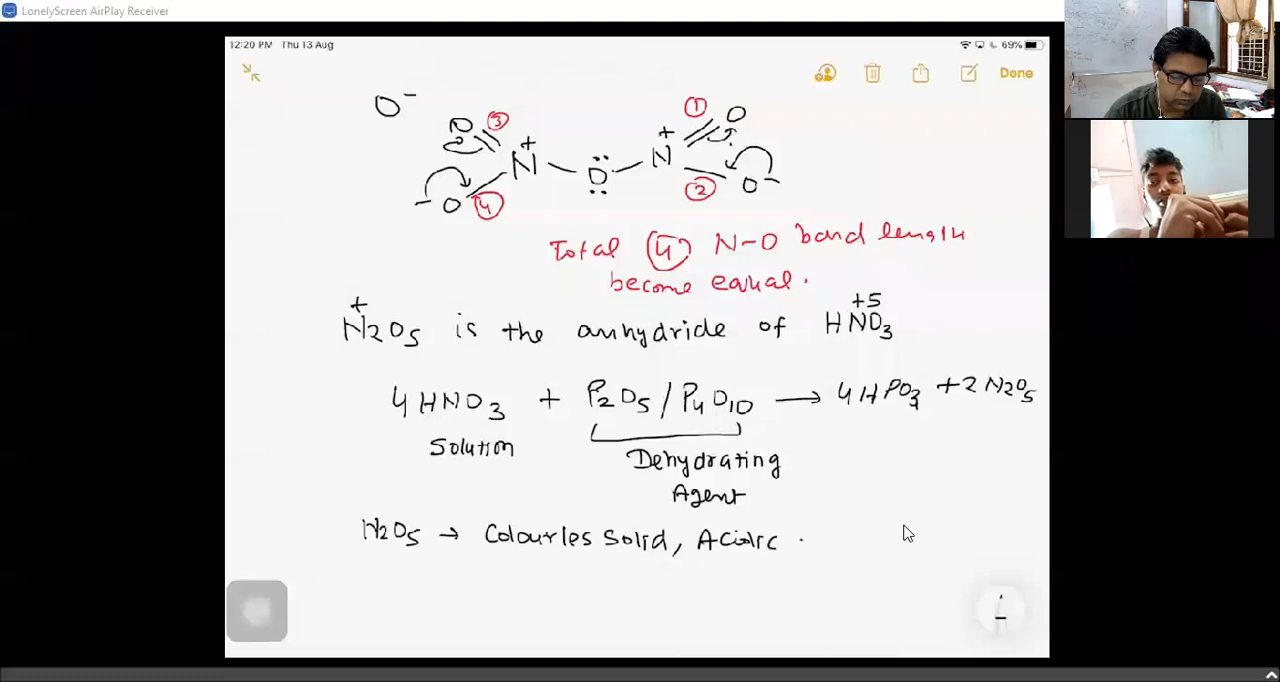 LonelyScreen AirPlay Receiver
12:20 PM Thu 13 Aug
69%
Done
O⁻
O ③ ① O
N⁺ O N⁺
⁻O ④ ② O⁻
Total ④ N-O bond length
become equal.
N₂O₅ is the anhydride of HNO₃
+ +5
4HNO₃ + P₂O₅/P₄O₁₀ → 4HPO₃ + 2N₂O₅
Solution
Dehydrating
Agent
N₂O₅ → Colourles Solid, Acidic.